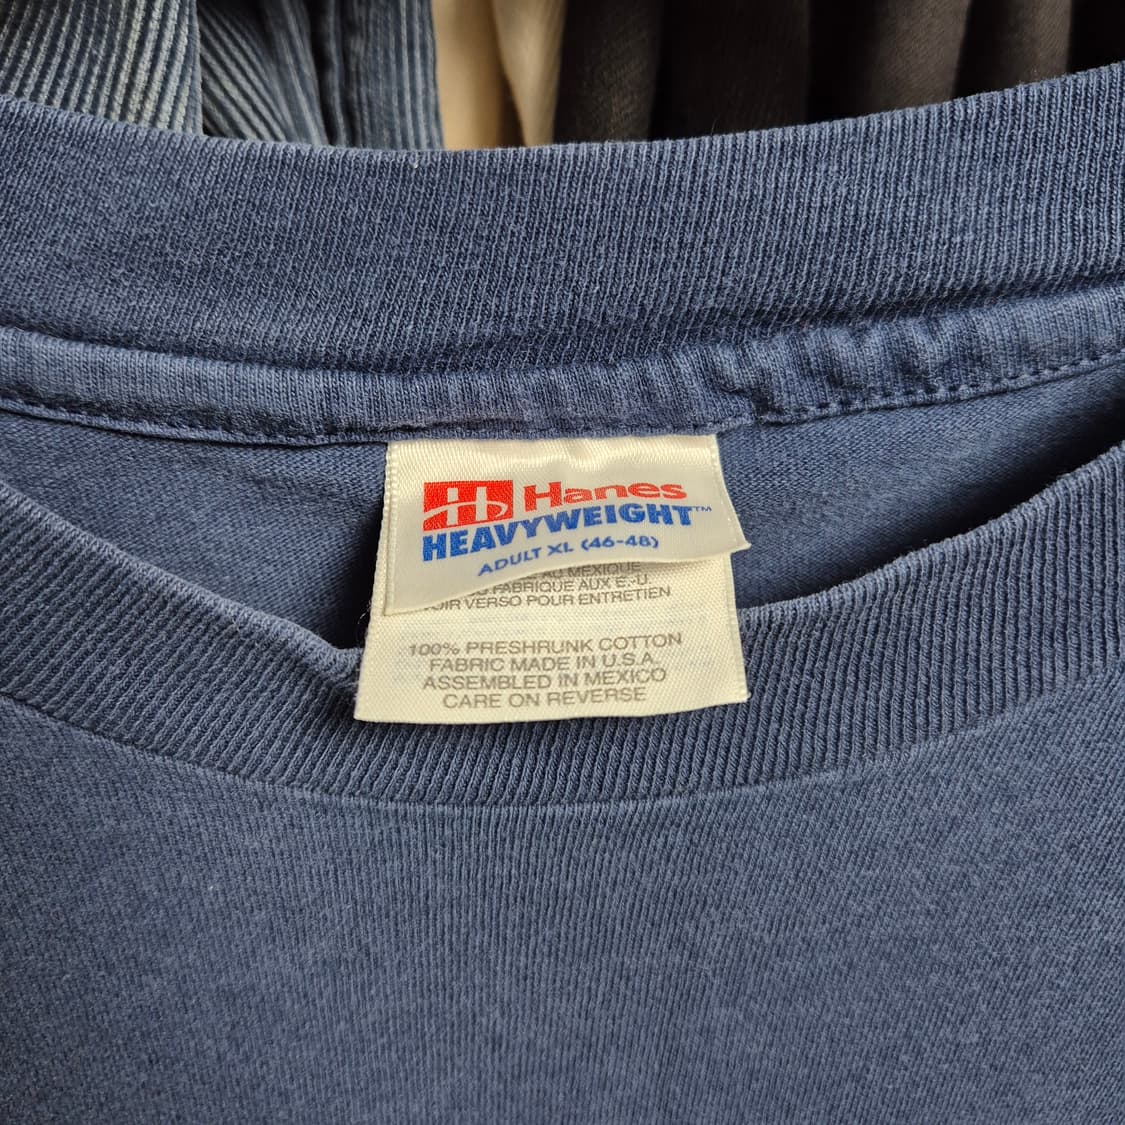 H Hanes
HEAVYWEIGHT™
ADULT XL (46-48)
AU MEXIQUE
FABRIQUE AUX E.-U.
VOIR VERSO POUR ENTRETIEN
100% PRESHRUNK COTTON
FABRIC MADE IN U.S.A.
ASSEMBLED IN MEXICO
CARE ON REVERSE